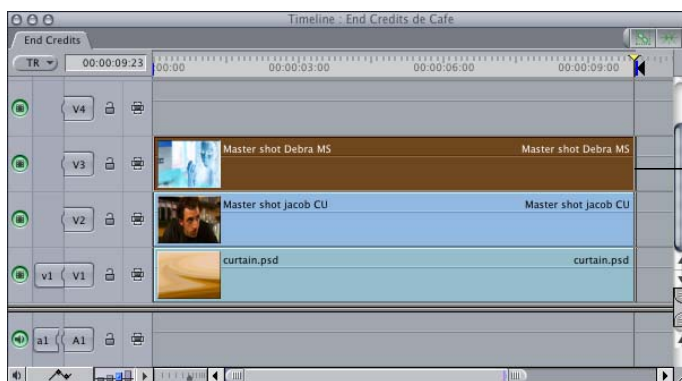 Timeline : End Credits de Cafe
End Credits
TR 00:00:09:23 00:00 00:00:03:00 00:00:06:00 00:00:09:00
V4
V3 Master shot Debra MS Master shot Debra MS
V2 Master shot jacob CU Master shot jacob CU
v1 V1 curtain.psd curtain.psd
a1 A1